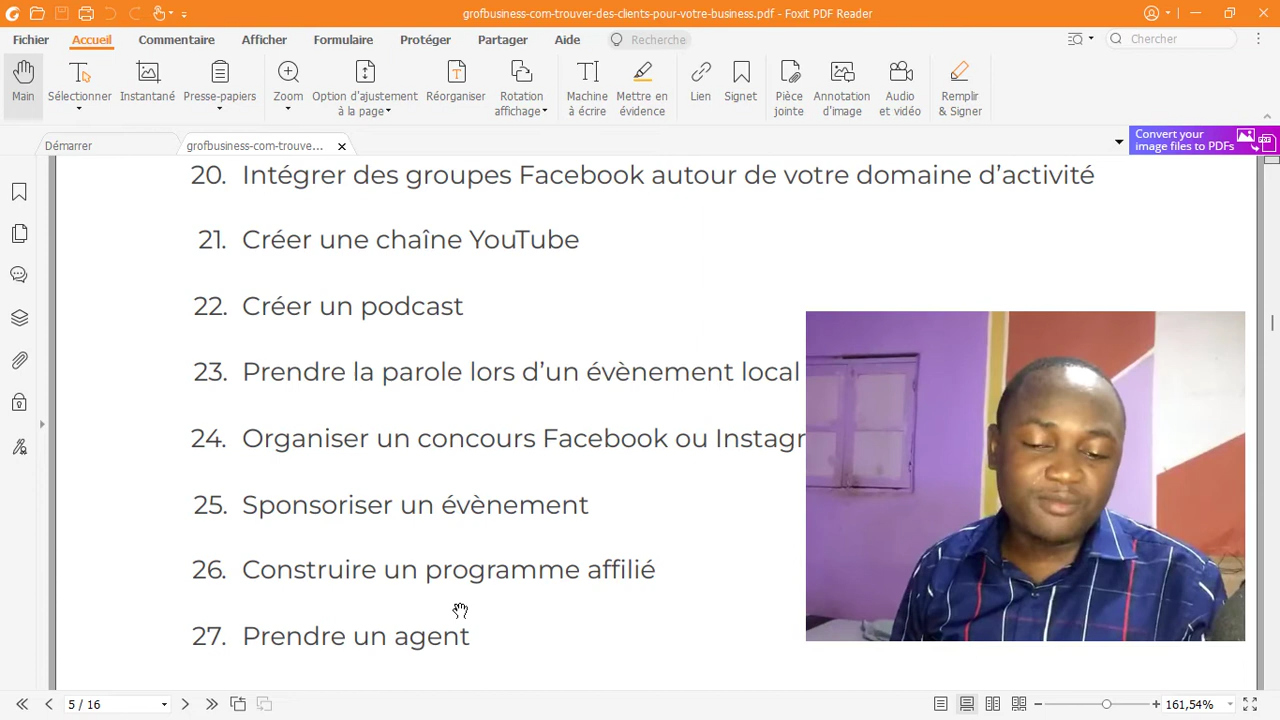 grofbusiness-com-trouver-des-clients-pour-votre-business.pdf - Foxit PDF Reader
Fichier Accueil Commentaire Afficher Formulaire Protéger Partager Aide Recherche Chercher
Main
Sélectionner
Instantané
Presse-papiers
Zoom
Option d'ajustement
à la page
Réorganiser
Rotation
affichage
Machine
à écrire
Mettre en
évidence
Lien
Signet
Pièce
jointe
Annotation
d'image
Audio
et vidéo
Remplir
& Signer
Démarrer
grofbusiness-com-trouve...
Convert your
image files to PDFs
20. Intégrer des groupes Facebook autour de votre domaine d’activité
21. Créer une chaîne YouTube
22. Créer un podcast
23. Prendre la parole lors d’un évènement local
24. Organiser un concours Facebook ou Instagr
25. Sponsoriser un évènement
26. Construire un programme affilié
27. Prendre un agent
5 / 16
161,54%